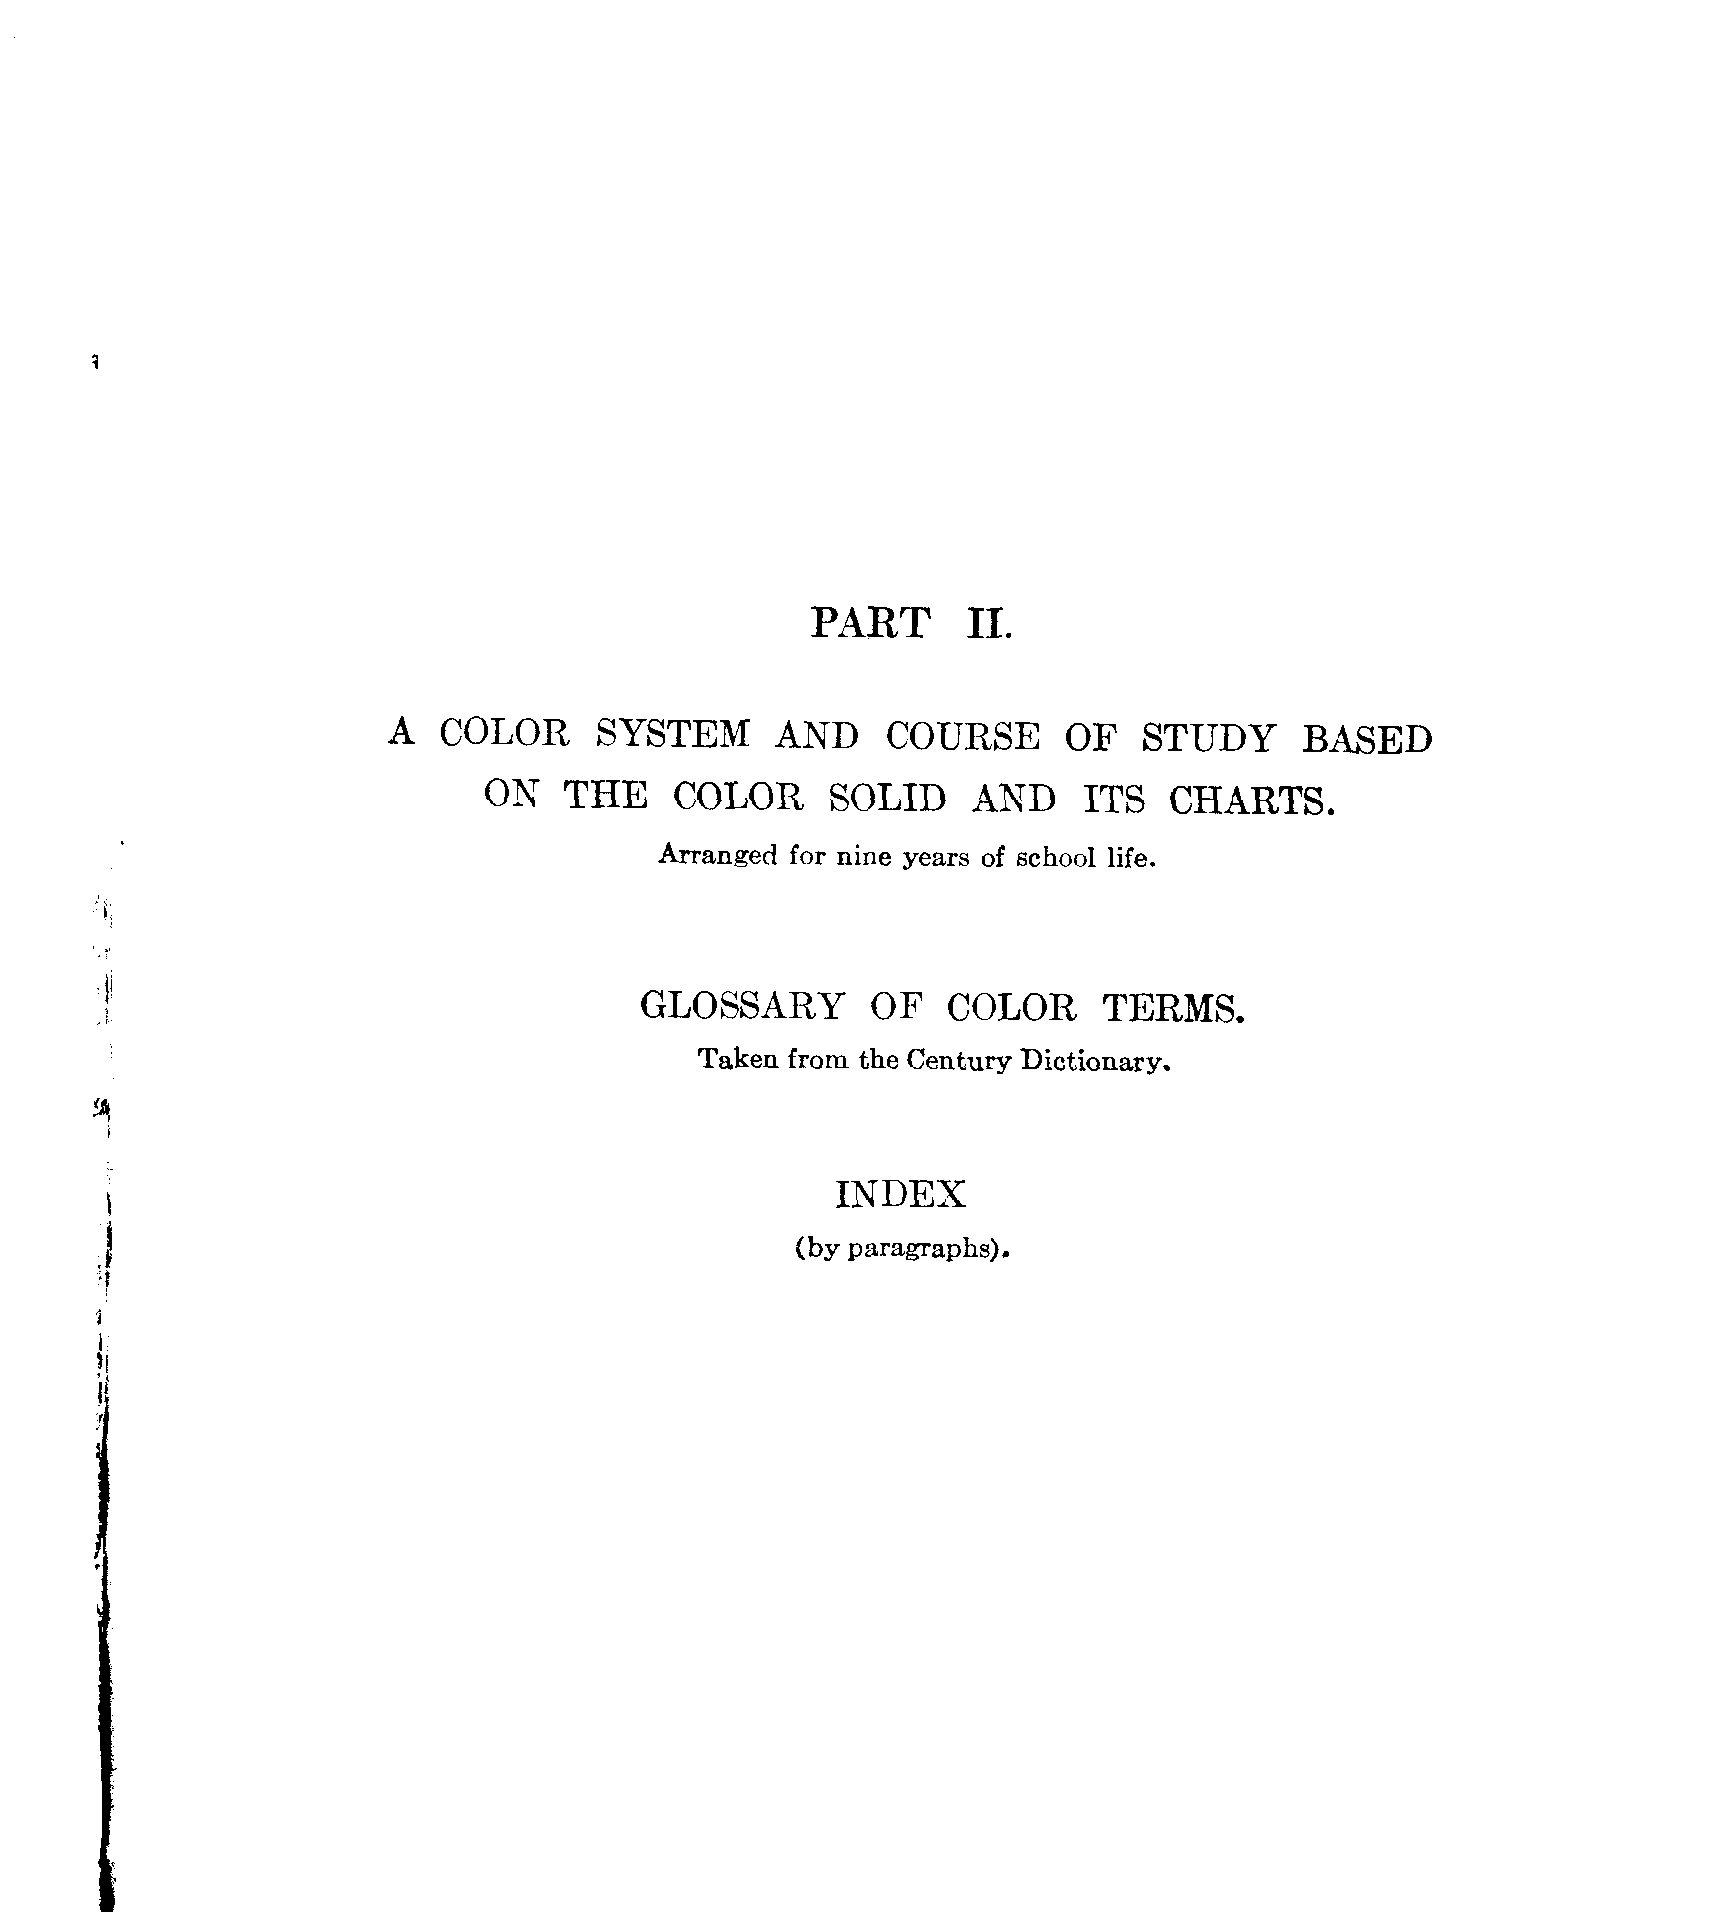 PART II.
A COLOR SYSTEM AND COURSE OF STUDY BASED
ON THE COLOR SOLID AND ITS CHARTS.
Arranged for nine years of school life.
GLOSSARY OF COLOR TERMS.
Taken from the Century Dictionary.
INDEX
(by paragraphs).